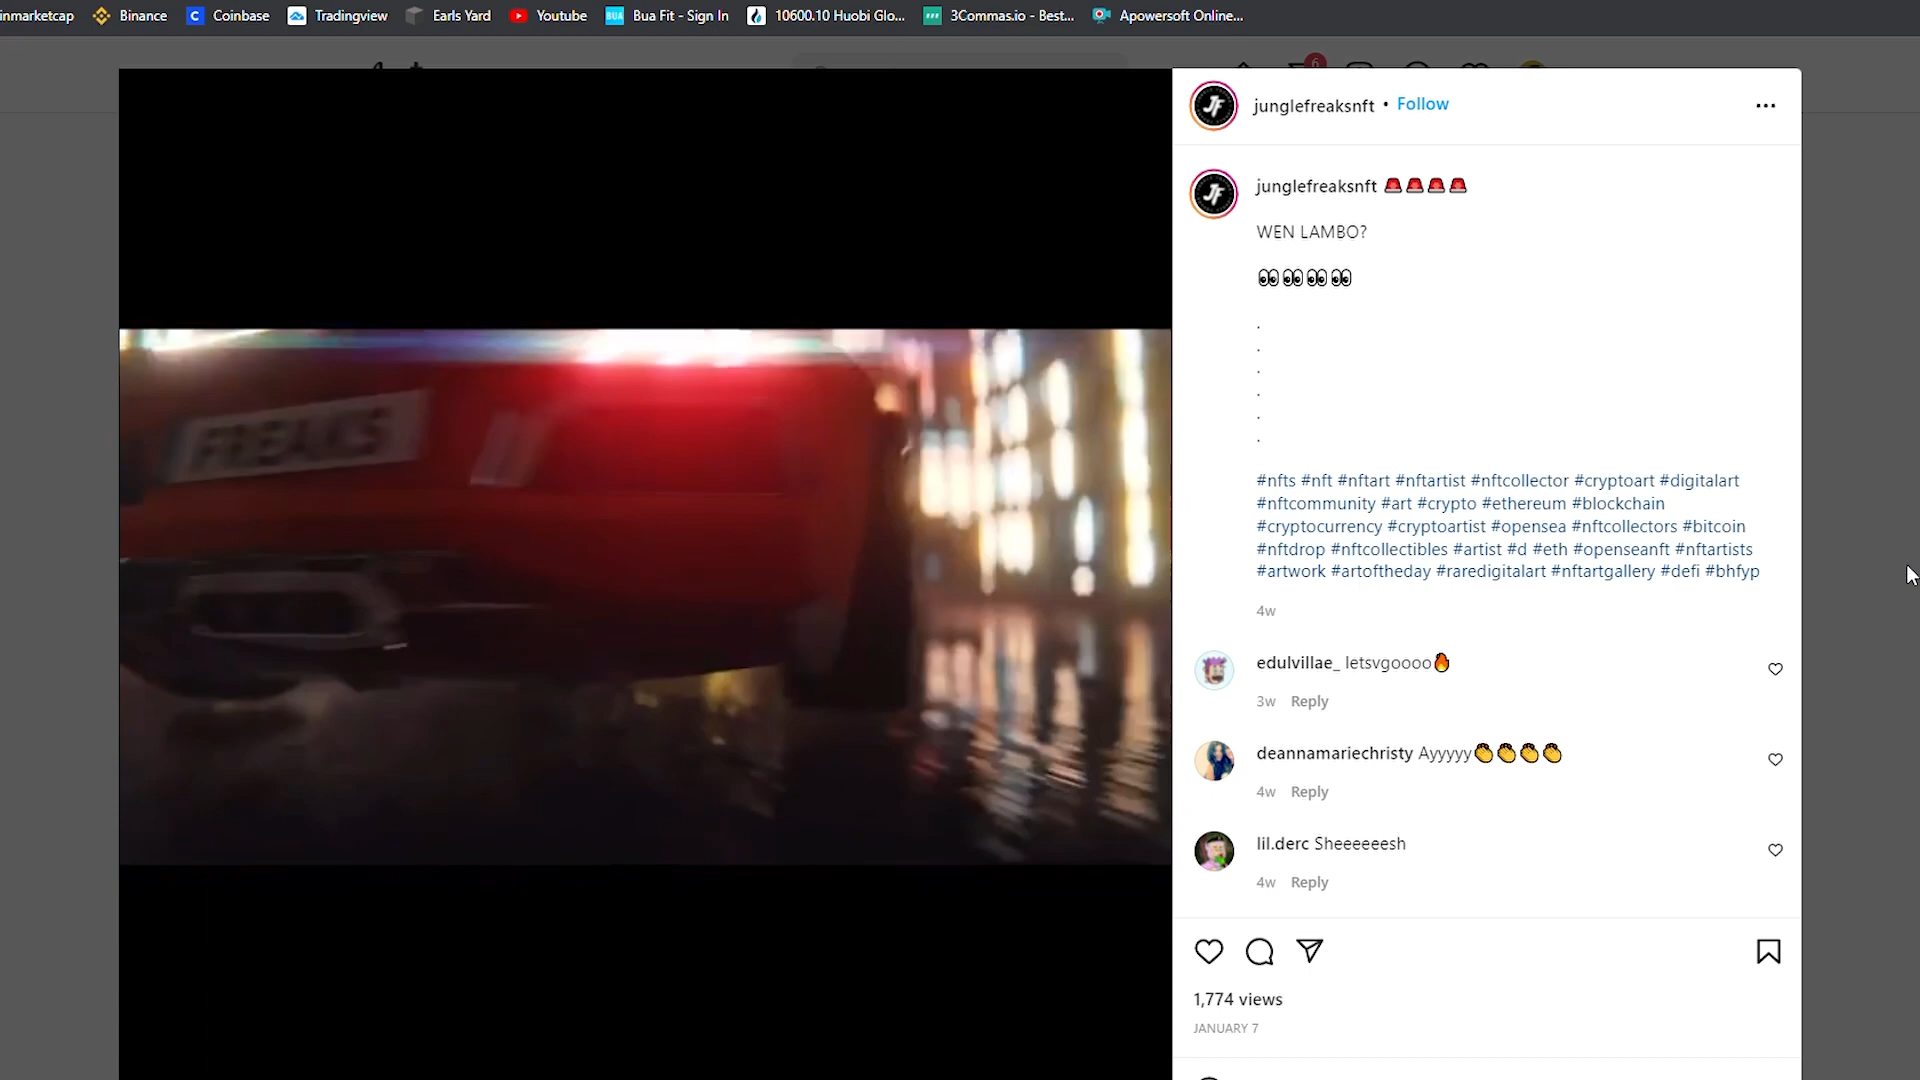 inmarketcap Binance Coinbase Tradingview Earls Yard Youtube Bua Fit - Sign In 10600.10 Huobi Glo... 3Commas.io - Best... Apowersoft Online...
6
junglefreaksnft • Follow
junglefreaksnft 🚨🚨🚨🚨
WEN LAMBO?
👀👀👀👀
.
.
.
.
.
.
#nfts #nft #nftart #nftartist #nftcollector #cryptoart #digitalart
#nftcommunity #art #crypto #ethereum #blockchain
#cryptocurrency #cryptoartist #opensea #nftcollectors #bitcoin
#nftdrop #nftcollectibles #artist #d #eth #openseanft #nftartists
#artwork #artoftheday #raredigitalart #nftartgallery #defi #bhfyp
4w
edulvillae_ letsvgoooo🔥
3w Reply
deannamariechristy Ayyyyy👏👏👏👏
4w Reply
lil.derc Sheeeeeesh
4w Reply
1,774 views
JANUARY 7
FREAKS
JF
JF